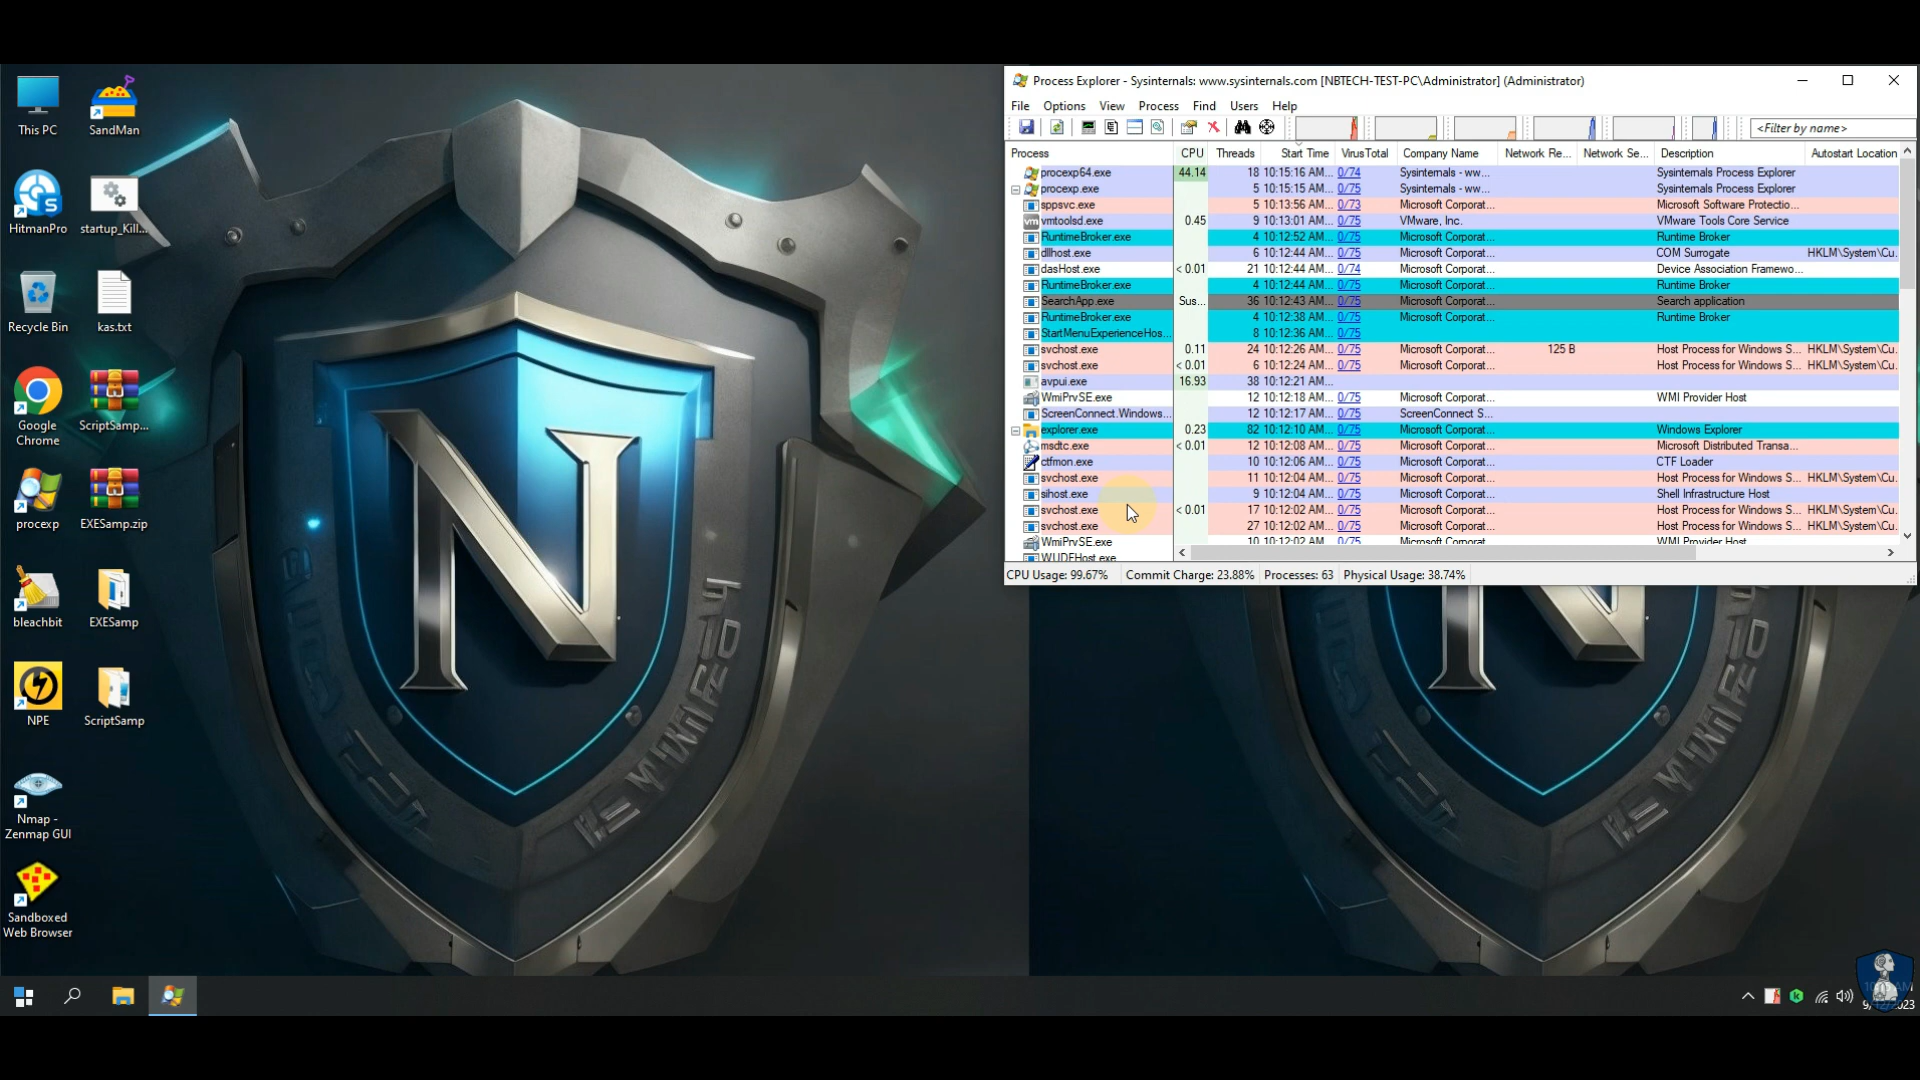 This PC
SandMan
HitmanPro
startup_Kill...
Recycle Bin
kas.txt
Google
Chrome
ScriptSamp...
procexp
EXESamp.zip
bleachbit
EXESamp
NPE
ScriptSamp
Nmap -
Zenmap GUI
Sandboxed
Web Browser
N
Process Explorer - Sysinternals: www.sysinternals.com [NBTECH-TEST-PC\Administrator] (Administrator)
File Options View Process Find Users Help
<Filter by name>
Process CPU Threads Start Time VirusTotal Company Name Network Re... Network Se... Description Autostart Location
procexp64.exe 44.14 18 10:15:16 AM... 0/74 Sysinternals - ww... Sysinternals Process Explorer
procexp.exe 5 10:15:15 AM... 0/75 Sysinternals - ww... Sysinternals Process Explorer
sppsvc.exe 5 10:13:56 AM... 0/73 Microsoft Corporat... Microsoft Software Protectio...
vmtoolsd.exe 0.45 9 10:13:01 AM... 0/75 VMware, Inc. VMware Tools Core Service
RuntimeBroker.exe 4 10:12:52 AM... 0/75 Microsoft Corporat... Runtime Broker
dllhost.exe 6 10:12:44 AM... 0/75 Microsoft Corporat... COM Surrogate HKLM\System\Cu...
dasHost.exe < 0.01 21 10:12:44 AM... 0/74 Microsoft Corporat... Device Association Framewo...
RuntimeBroker.exe 4 10:12:44 AM... 0/75 Microsoft Corporat... Runtime Broker
SearchApp.exe Sus... 36 10:12:43 AM... 0/75 Microsoft Corporat... Search application
RuntimeBroker.exe 4 10:12:38 AM... 0/75 Microsoft Corporat... Runtime Broker
StartMenuExperienceHos... 8 10:12:36 AM... 0/75
svchost.exe 0.11 24 10:12:26 AM... 0/75 Microsoft Corporat... 125 B Host Process for Windows S... HKLM\System\Cu...
svchost.exe < 0.01 6 10:12:24 AM... 0/75 Microsoft Corporat... Host Process for Windows S... HKLM\System\Cu...
avpui.exe 16.93 38 10:12:21 AM...
WmiPrvSE.exe 12 10:12:18 AM... 0/75 Microsoft Corporat... WMI Provider Host
ScreenConnect.Windows... 12 10:12:17 AM... 0/75 ScreenConnect S...
explorer.exe 0.23 82 10:12:10 AM... 0/75 Microsoft Corporat... Windows Explorer
msdtc.exe < 0.01 12 10:12:08 AM... 0/75 Microsoft Corporat... Microsoft Distributed Transa...
ctfmon.exe 10 10:12:06 AM... 0/75 Microsoft Corporat... CTF Loader
svchost.exe 11 10:12:04 AM... 0/75 Microsoft Corporat... Host Process for Windows S... HKLM\System\Cu...
sihost.exe 9 10:12:04 AM... 0/75 Microsoft Corporat... Shell Infrastructure Host
svchost.exe < 0.01 17 10:12:02 AM... 0/75 Microsoft Corporat... Host Process for Windows S... HKLM\System\Cu...
svchost.exe 27 10:12:02 AM... 0/75 Microsoft Corporat... Host Process for Windows S... HKLM\System\Cu...
WmiPrvSE.exe 10 10:12:02 AM... 0/75 Microsoft Corporat... WMI Provider Host
WUDFHost.exe
CPU Usage: 99.67% Commit Charge: 23.88% Processes: 63 Physical Usage: 38.74%